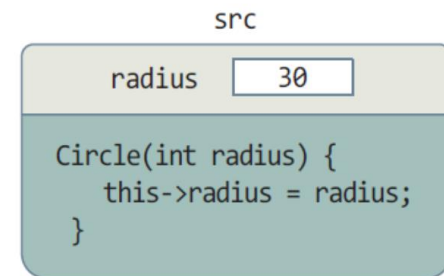 src
radius 30
Circle(int radius) {
this->radius = radius;
}